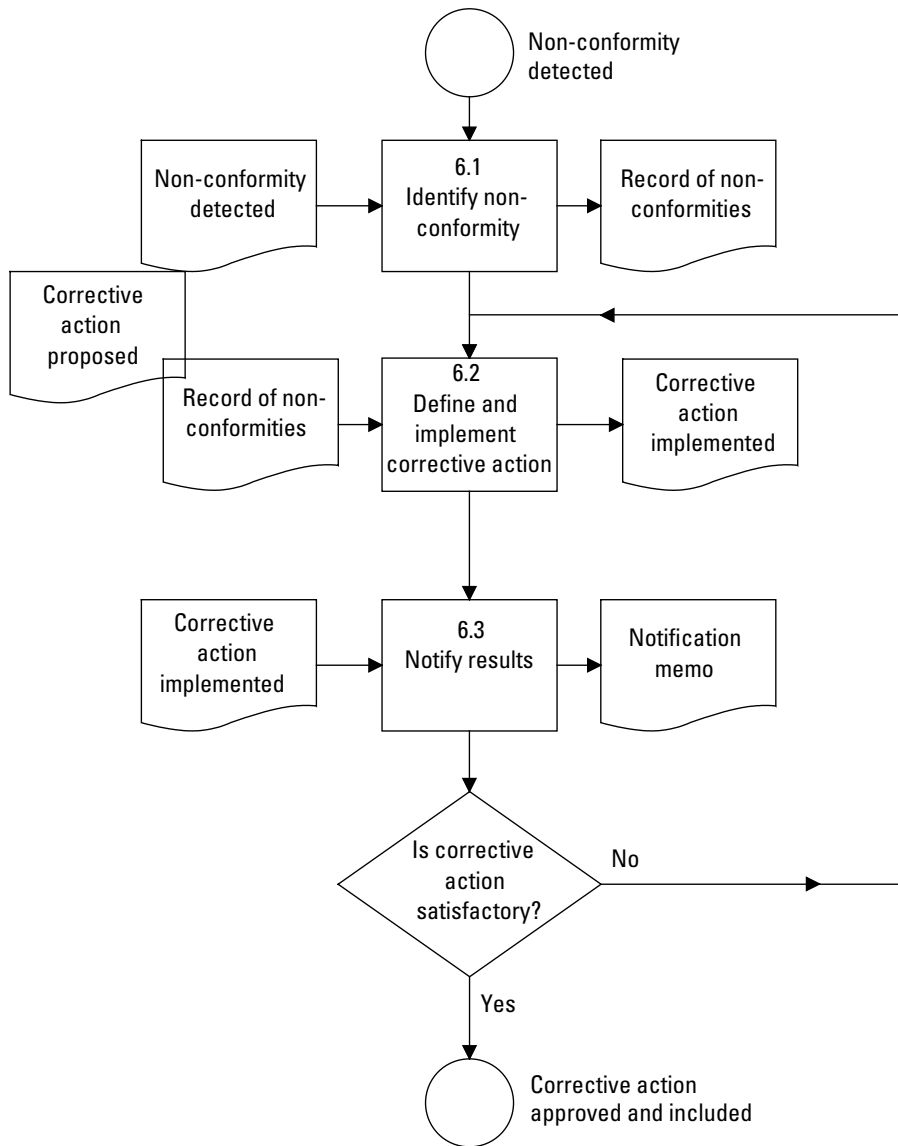 Non-conformity
detected
Non-conformity
detected
6.1
Identify non-
conformity
Record of non-
conformities
Corrective
action
proposed
Record of non-
conformities
6.2
Define and
implement
corrective action
Corrective
action
implemented
Corrective
action
implemented
6.3
Notify results
Notification
memo
Is corrective
action
satisfactory?
No
Yes
Corrective action
approved and included